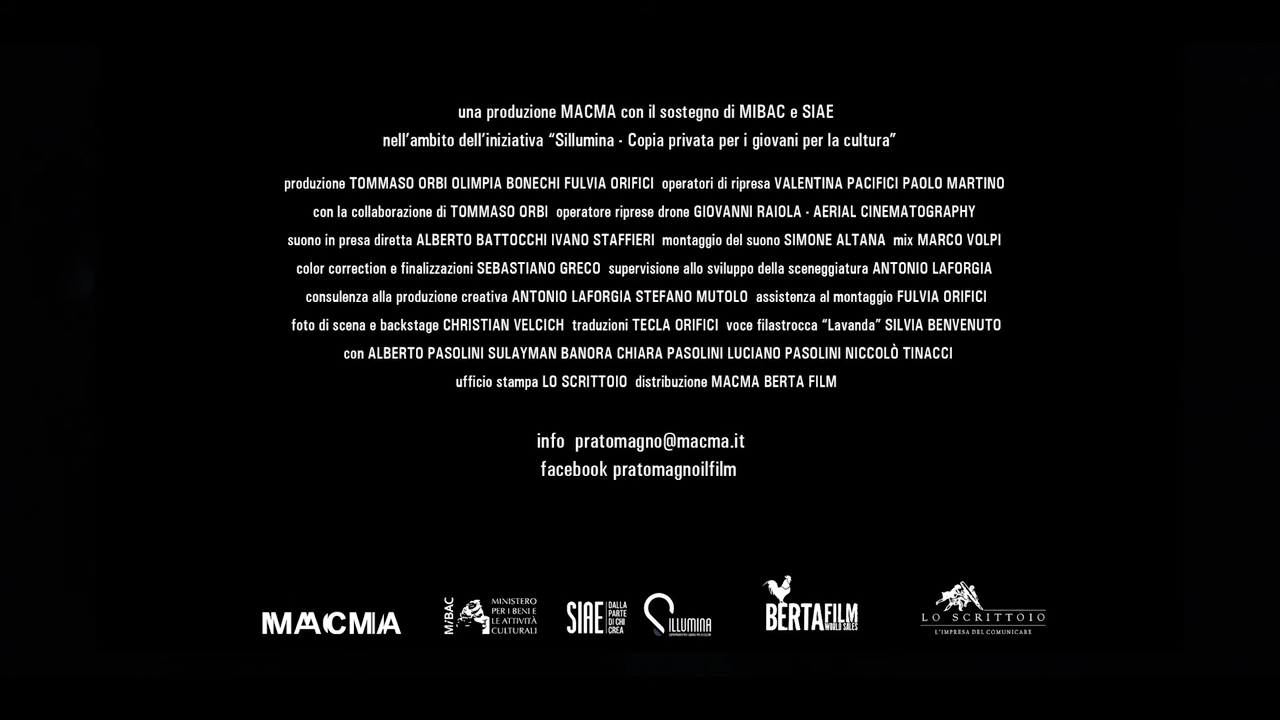 una produzione MACMA con il sostegno di MIBAC e SIAE
nell'ambito dell'iniziativa “Sillumina - Copia privata per i giovani per la cultura”
produzione TOMMASO ORBI OLIMPIA BONECHI FULVIA ORIFICI operatori di ripresa VALENTINA PACIFICI PAOLO MARTINO
con la collaborazione di TOMMASO ORBI operatore riprese drone GIOVANNI RAIOLA - AERIAL CINEMATOGRAPHY
suono in presa diretta ALBERTO BATTOCCHI IVANO STAFFIERI montaggio del suono SIMONE ALTANA mix MARCO VOLPI
color correction e finalizzazioni SEBASTIANO GRECO supervisione allo sviluppo della sceneggiatura ANTONIO LAFORGIA
consulenza alla produzione creativa ANTONIO LAFORGIA STEFANO MUTOLO assistenza al montaggio FULVIA ORIFICI
foto di scena e backstage CHRISTIAN VELCICH traduzioni TECLA ORIFICI voce filastrocca “Lavanda” SILVIA BENVENUTO
con ALBERTO PASOLINI SULAYMAN BANORA CHIARA PASOLINI LUCIANO PASOLINI NICCOLÒ TINACCI
ufficio stampa LO SCRITTOIO distribuzione MACMA BERTA FILM
info pratomagno@macma.it
facebook pratomagnoilfilm
MACMA
MIBAC
MINISTERO
PER I BENI E
LE ATTIVITÀ
CULTURALI
SIAE
DALLA
PARTE
DI CHI
CREA
SILLUMINA
BERTA FILM
WORLD SALES
LO SCRITTOIO
L'IMPRESA DEL COMUNICARE